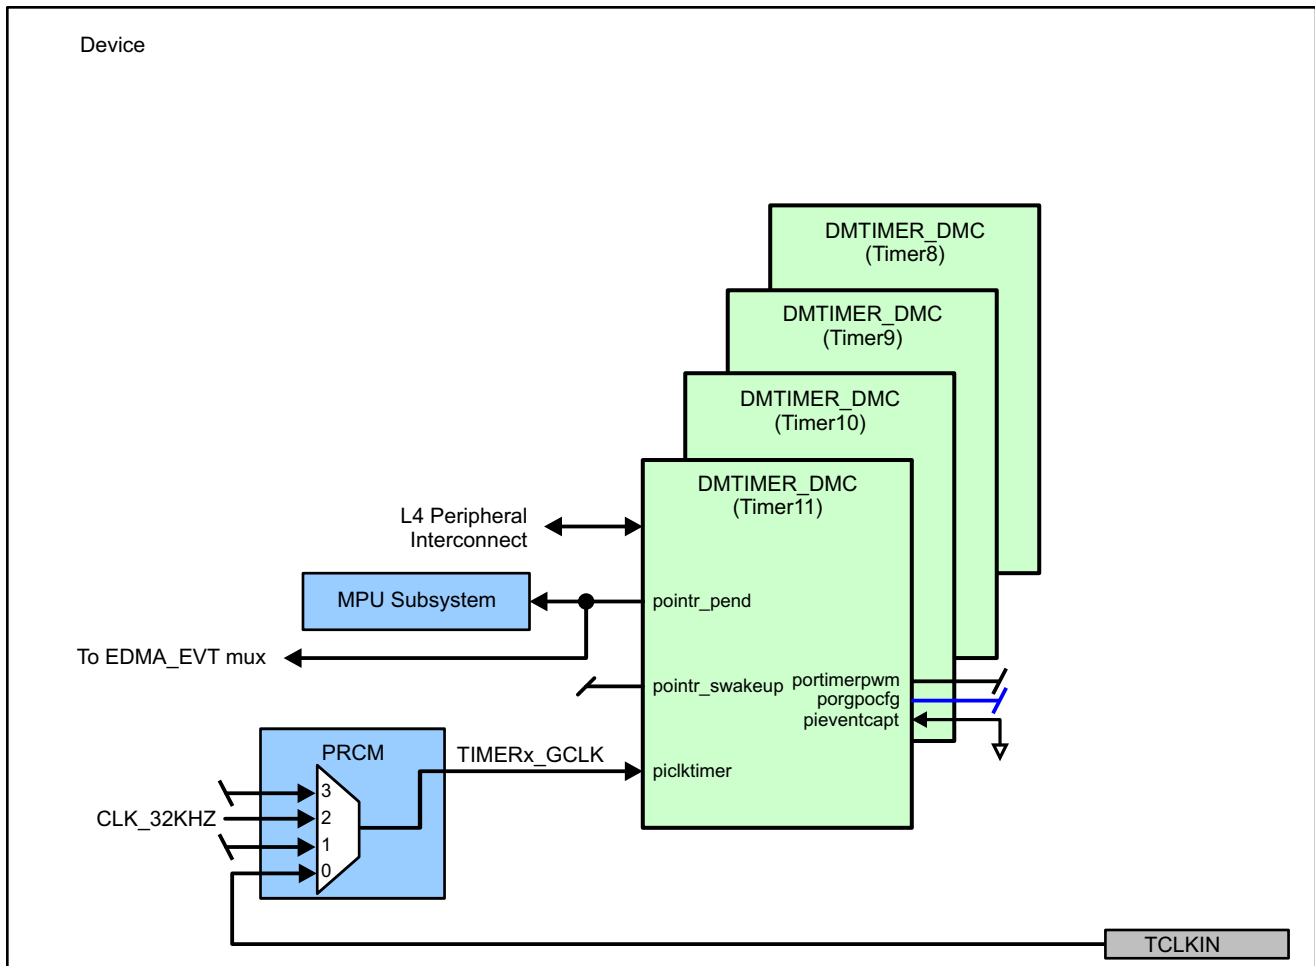 Device
DMTIMER_DMC
(Timer8)
DMTIMER_DMC
(Timer9)
DMTIMER_DMC
(Timer10)
DMTIMER_DMC
(Timer11)
L4 Peripheral
Interconnect
MPU Subsystem
pointr_pend
To EDMA_EVT mux
pointr_swakeup
portimerpwm
porgpocfg
pieventcapt
PRCM
TIMERx_GCLK
piclktimer
3
CLK_32KHZ
2
1
0
TCLKIN